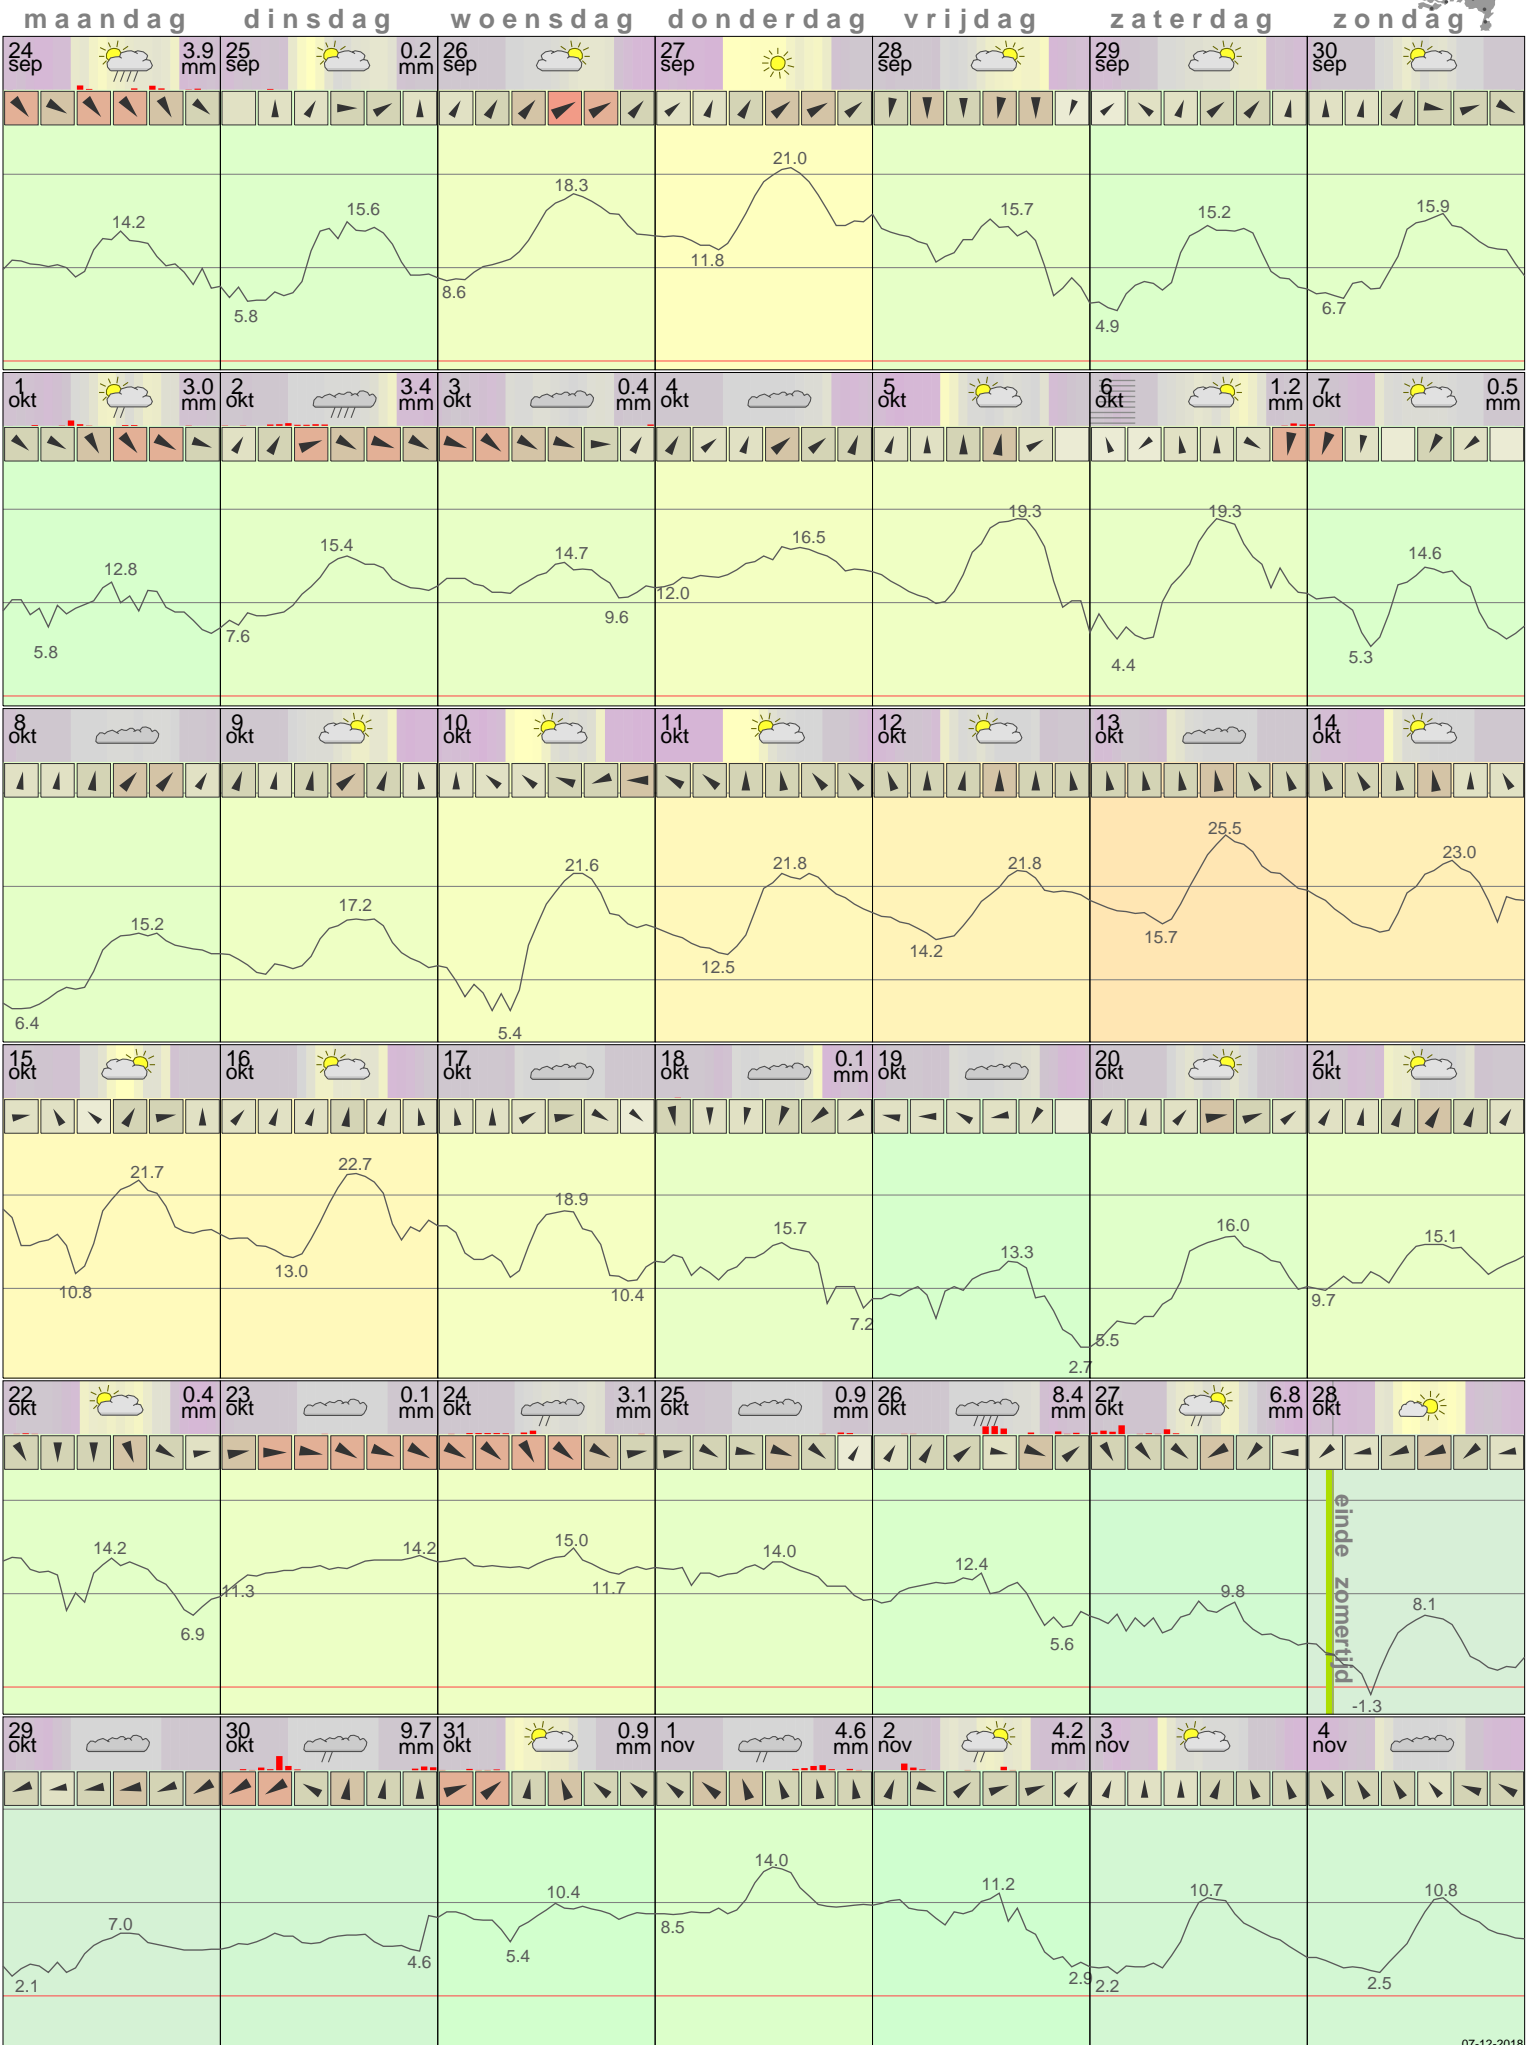 maandag dinsdag woensdag donderdag vrijdag zaterdag zondag
24 sep 3.9 mm 25 sep 0.2 mm 26 sep 27 sep 28 sep 29 sep 30 sep
14.2 5.8 15.6 8.6 18.3 11.8 21.0 15.7 4.9 15.2 6.7 15.9
1 okt 3.0 mm 2 okt 3.4 mm 3 okt 0.4 mm 4 okt 5 okt 6 okt 1.2 mm 7 okt 0.5 mm
5.8 12.8 7.6 15.4 14.7 9.6 12.0 16.5 19.3 4.4 19.3 5.3 14.6
8 okt 9 okt 10 okt 11 okt 12 okt 13 okt 14 okt
6.4 15.2 17.2 5.4 21.6 12.5 21.8 14.2 21.8 15.7 25.5 23.0
15 okt 16 okt 17 okt 18 okt 0.1 mm 19 okt 20 okt 21 okt
10.8 21.7 13.0 22.7 18.9 10.4 15.7 7.2 13.3 2.7 5.5 16.0 9.7 15.1
22 okt 0.4 mm 23 okt 0.1 mm 24 okt 3.1 mm 25 okt 0.9 mm 26 okt 8.4 mm 27 okt 6.8 mm 28 okt
14.2 6.9 11.3 14.2 15.0 11.7 14.0 12.4 5.6 9.8 einde zomertijd -1.3 8.1
29 okt 30 okt 9.7 mm 31 okt 0.9 mm 1 nov 4.6 mm 2 nov 4.2 mm 3 nov 4 nov
2.1 7.0 4.6 5.4 10.4 8.5 14.0 11.2 2.9 2.2 10.7 2.5 10.8
07-12-2018